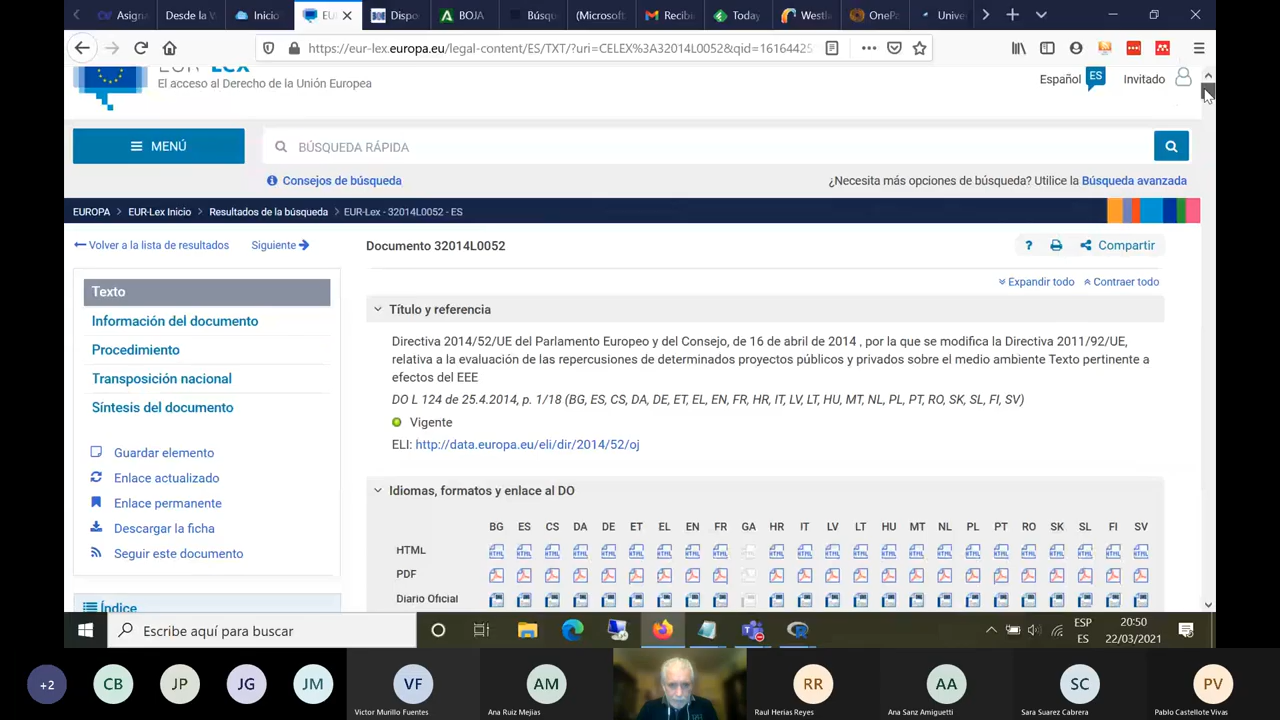 Asigna
Desde la W
Inicio
EU
Dispo
BOJA
Búsqu
(Microsoft
Recibi
Today
Westla
OnePa
Unive
https://eur-lex.europa.eu/legal-content/ES/TXT/?uri=CELEX%3A32014L0052&qid=16164425
EUR-Lex
El acceso al Derecho de la Unión Europea
Español ES Invitado
MENÚ
BÚSQUEDA RÁPIDA
Consejos de búsqueda
¿Necesita más opciones de búsqueda? Utilice la Búsqueda avanzada
EUROPA > EUR-Lex Inicio > Resultados de la búsqueda > EUR-Lex - 32014L0052 - ES
Volver a la lista de resultados Siguiente
Texto
Información del documento
Procedimiento
Transposición nacional
Síntesis del documento
Guardar elemento
Enlace actualizado
Enlace permanente
Descargar la ficha
Seguir este documento
Índice
Documento 32014L0052
? Compartir
Expandir todo Contraer todo
Título y referencia
Directiva 2014/52/UE del Parlamento Europeo y del Consejo, de 16 de abril de 2014 , por la que se modifica la Directiva 2011/92/UE,
relativa a la evaluación de las repercusiones de determinados proyectos públicos y privados sobre el medio ambiente Texto pertinente a
efectos del EEE
DO L 124 de 25.4.2014, p. 1/18 (BG, ES, CS, DA, DE, ET, EL, EN, FR, HR, IT, LV, LT, HU, MT, NL, PL, PT, RO, SK, SL, FI, SV)
Vigente
ELI: http://data.europa.eu/eli/dir/2014/52/oj
Idiomas, formatos y enlace al DO
BG ES CS DA DE ET EL EN FR GA HR IT LV LT HU MT NL PL PT RO SK SL FI SV
HTML
PDF
Diario Oficial
Escribe aquí para buscar
ESP
ES
20:50
22/03/2021
+2 CB JP JG JM VF AM RR AA SC PV
Victor Murillo Fuentes
Ana Ruiz Mejias
Raul Herias Reyes
Ana Sanz Amiguetti
Sara Suarez Cabrera
Pablo Castellote Vivas